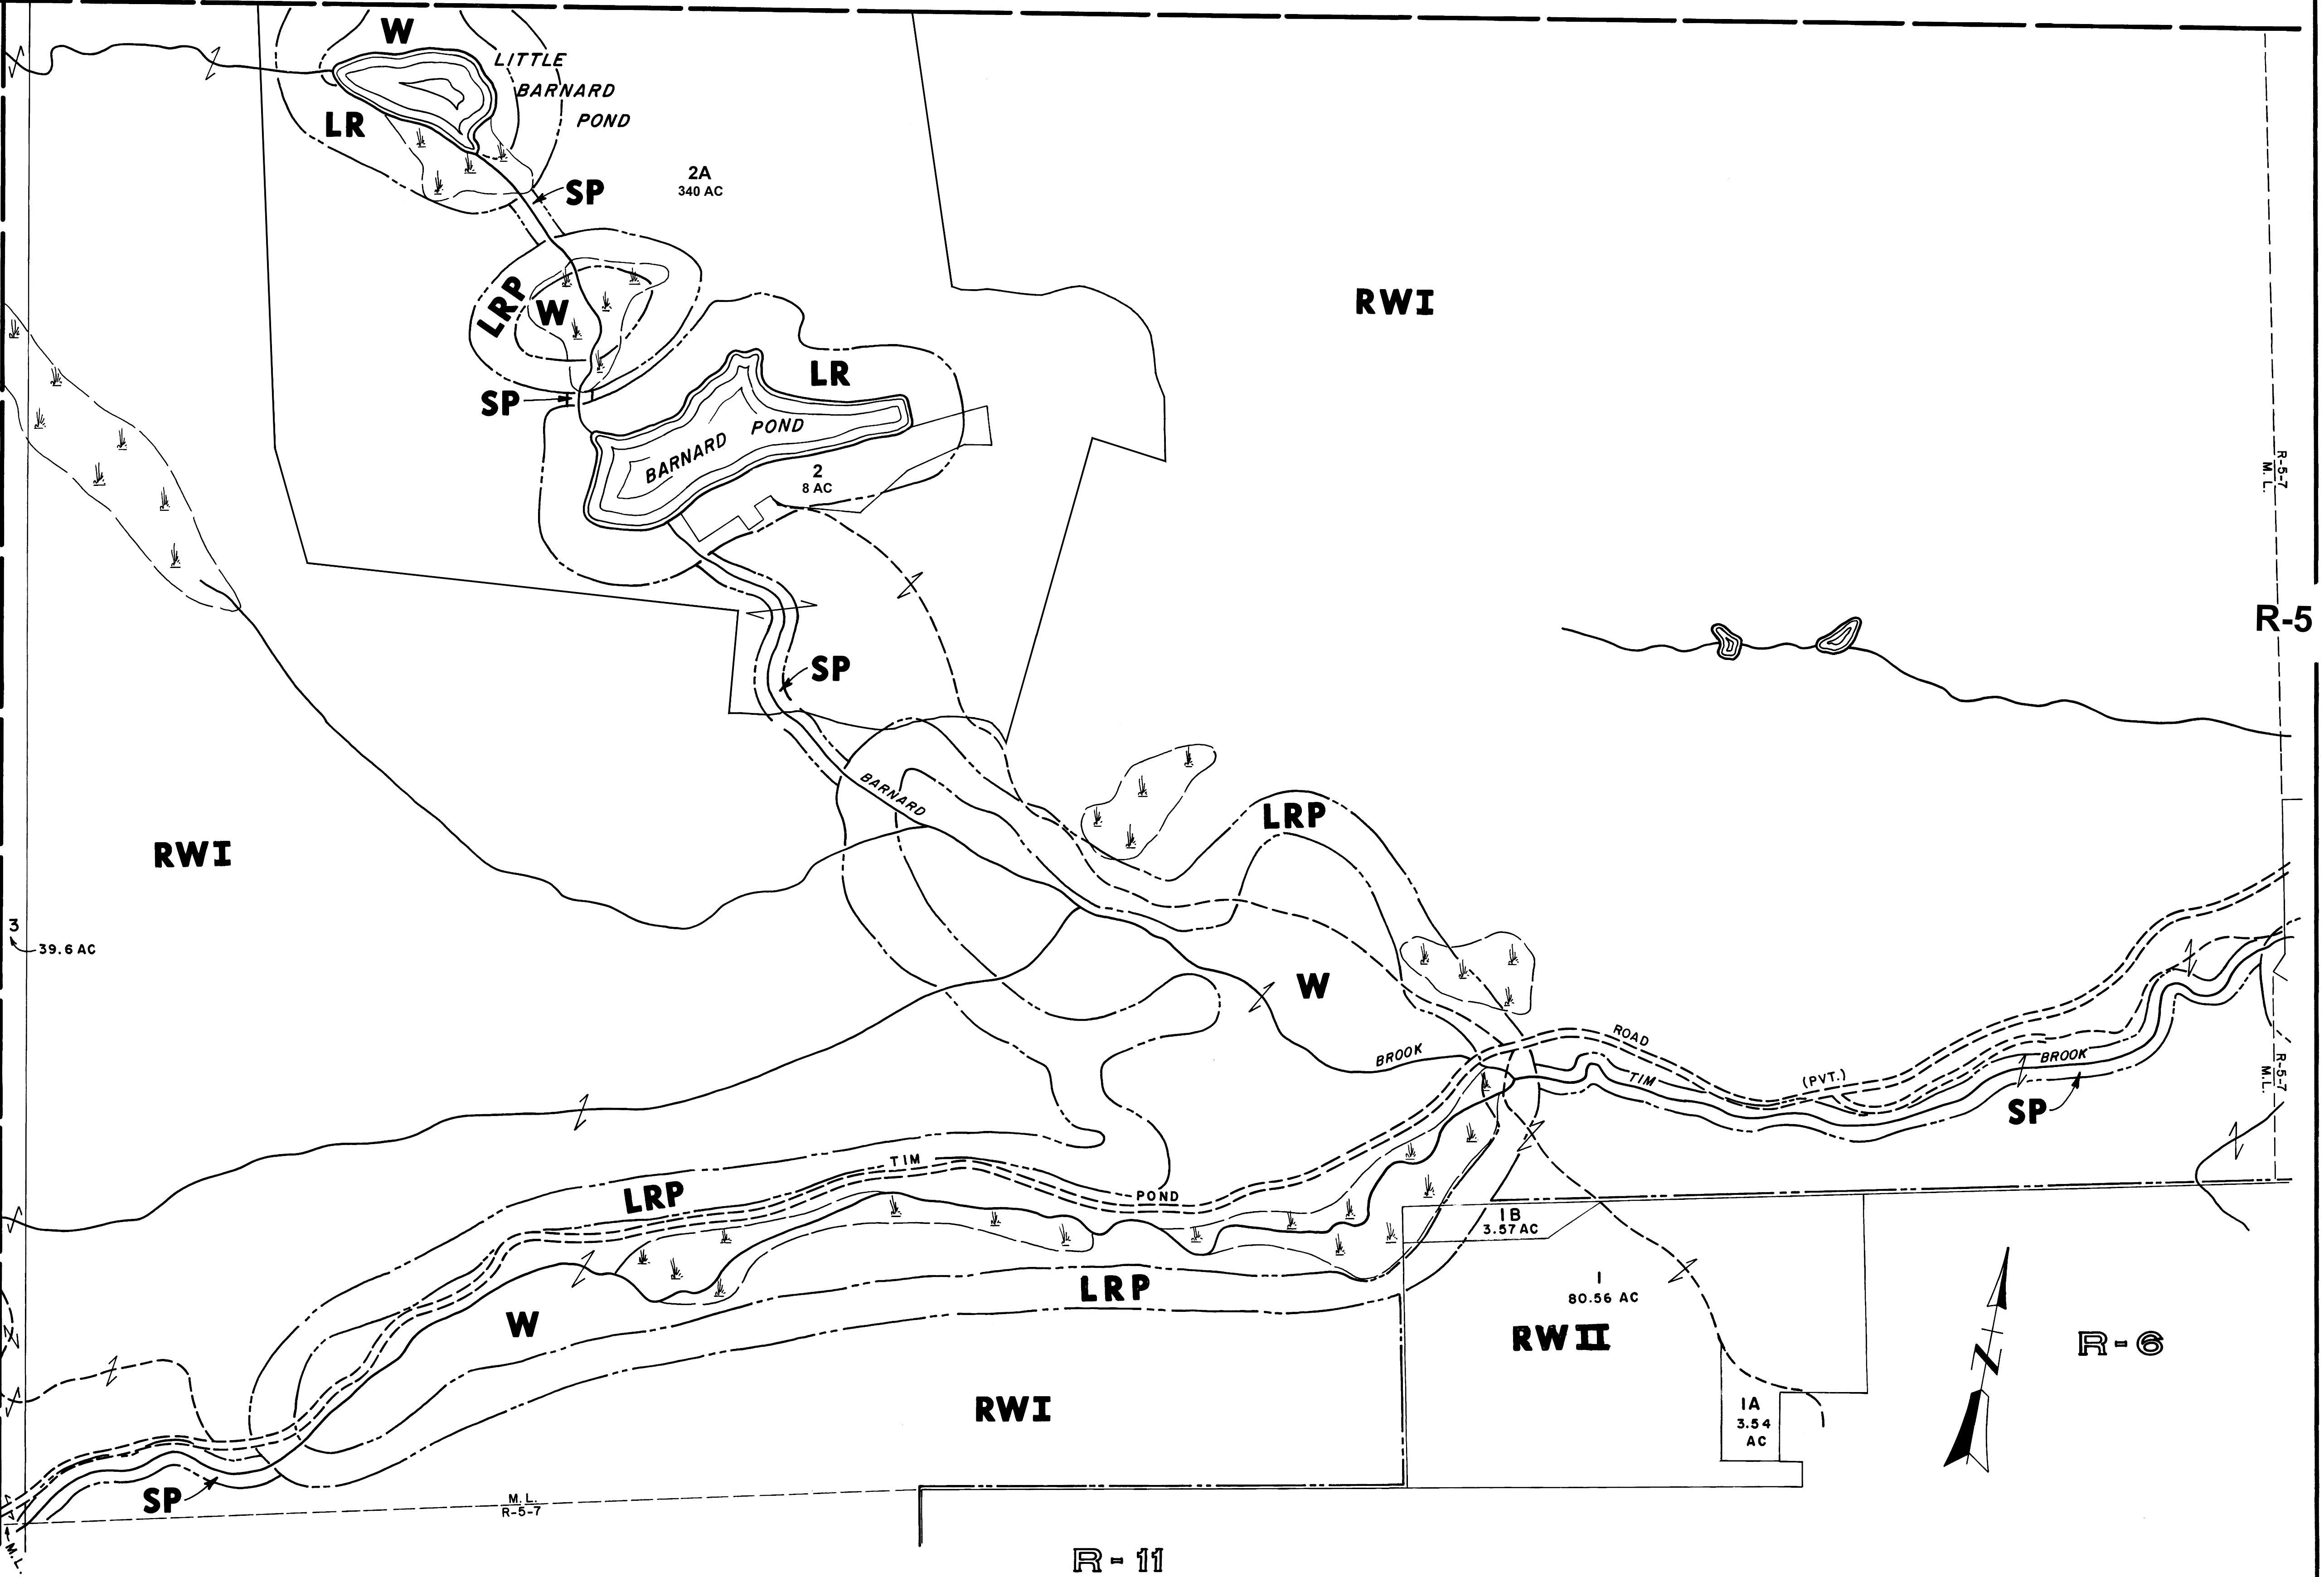 W
LITTLE
BARNARD
POND
LR
2A
340 AC
SP
LRP
W
RWI
LR
SP
BARNARD POND
2
8 AC
R-5-7
M. L.
R-5
SP
BARNARD
LRP
RWI
3
39.6 AC
W
BROOK
ROAD
TIM
(PVT.)
BROOK
SP
R-5-7
M.L.
TIM
POND
LRP
1B
3.57 AC
LRP
W
1
80.56 AC
RWII
R-6
N
RWI
1A
3.54
AC
SP
M. L.
R-5-7
M.L.
R-11